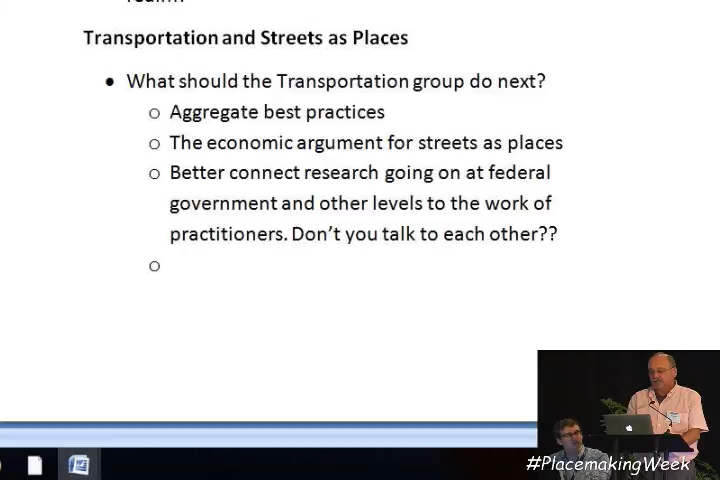 Transportation and Streets as Places
• What should the Transportation group do next?
o Aggregate best practices
o The economic argument for streets as places
o Better connect research going on at federal
government and other levels to the work of
practitioners. Don't you talk to each other??
o
#PlacemakingWeek